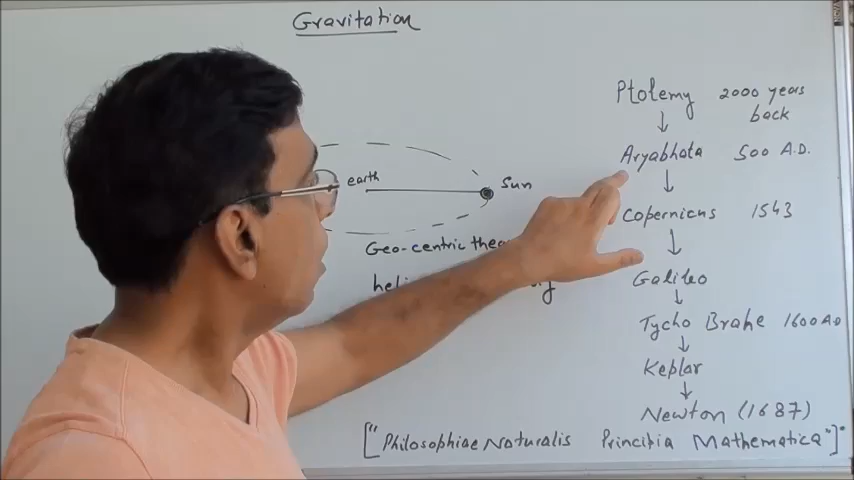 Gravitation
Ptolemy 2000 years
back
Aryabhata 500 A.D.
earth
Sun
Copernicus 1543
Geo-centric
Galileo
Tycho Brahe 1600 AD
Keplar
Newton (1687)
["Philosophiae Naturalis Principia Mathematica"]"